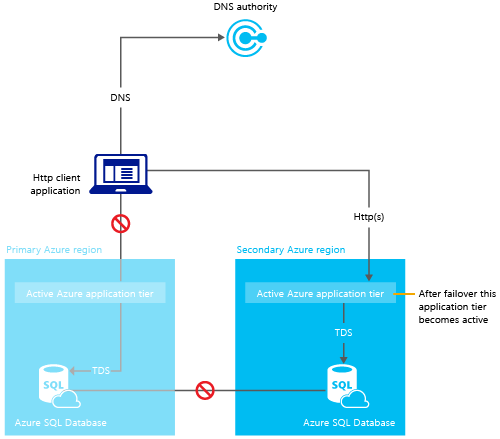 DNS authority
DNS
Http client
application
Http(s)
Primary Azure region
Secondary Azure region
Active Azure application tier
Active Azure application tier
After failover this
application tier
becomes active
TDS
TDS
SQL
SQL
Azure SQL Database
Azure SQL Database